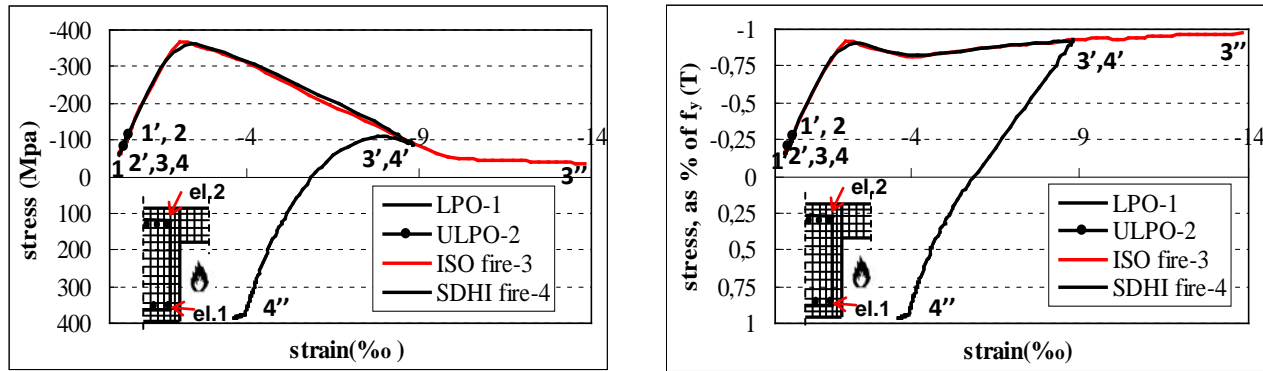 -400
-300
-200
-100
0
100
200
300
400
stress (Mpa)
-4
-9
-14
1', 2
1 2',3,4
3',4'
3''
4''
el.2
el.1
LPO-1
ULPO-2
ISO fire-3
SDHI fire-4
strain(‰ )
-1
-0,75
-0,5
-0,25
0
0,25
0,5
0,75
1
stress, as % of fy (T)
-4
-9
-14
1', 2
1 2',3,4
3',4'
3''
4''
el.2
el.1
LPO-1
ULPO-2
ISO fire-3
SDHI fire-4
strain(‰)